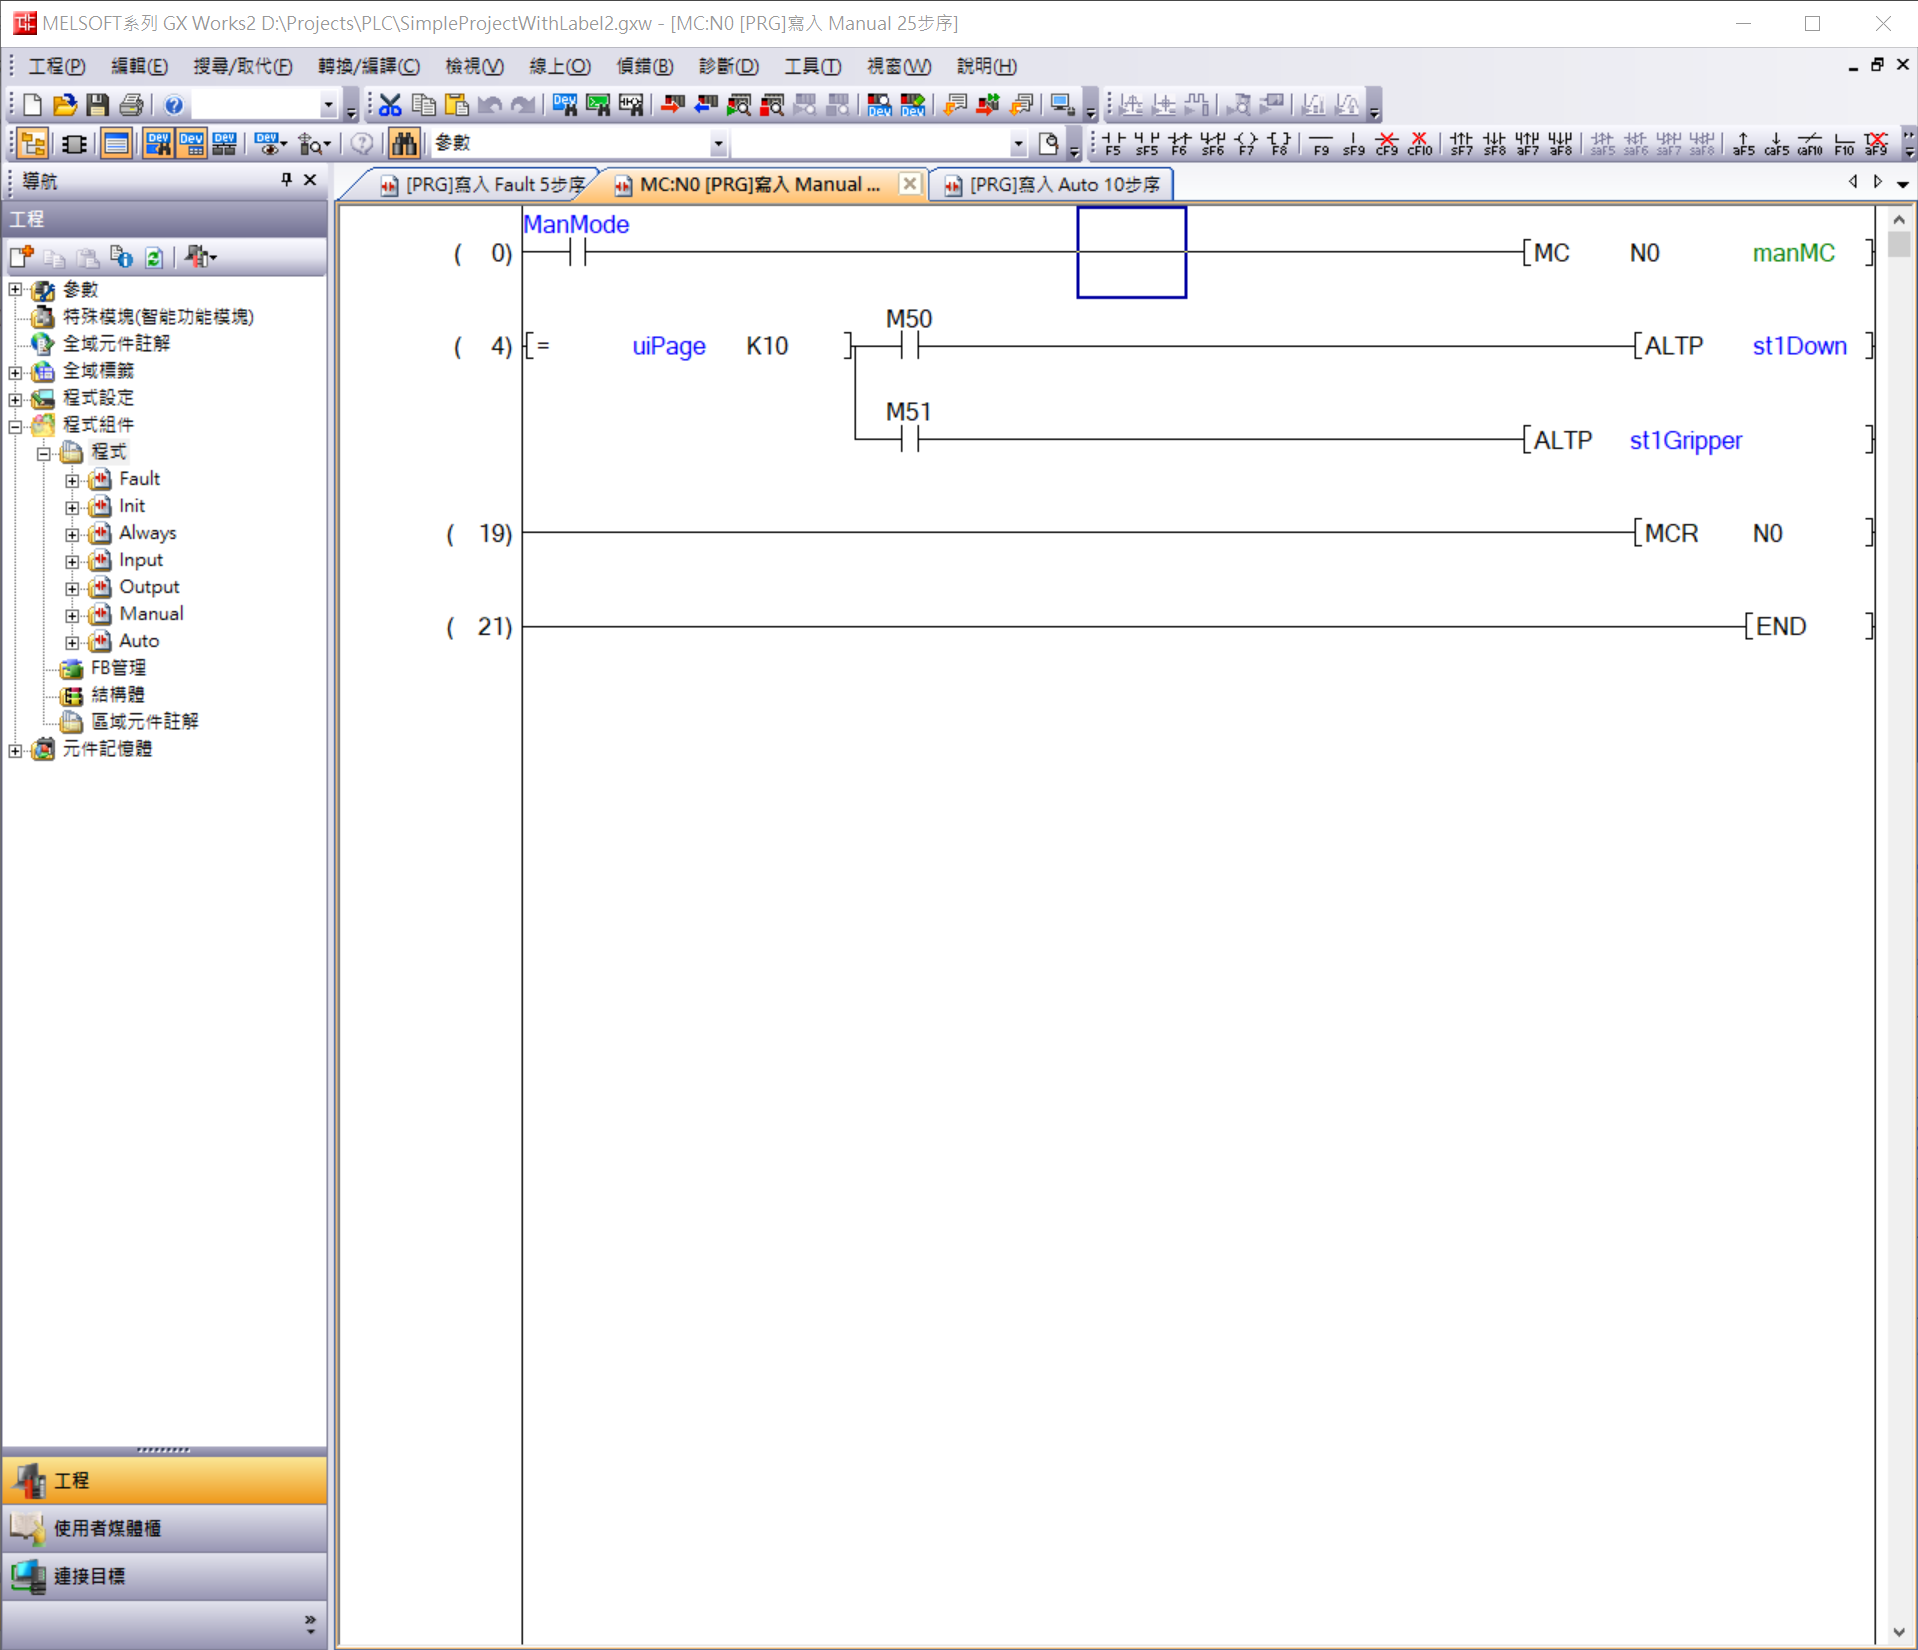 MELSOFT系列 GX Works2 D:\Projects\PLC\SimpleProjectWithLabel2.gxw - [MC:N0 [PRG]寫入 Manual 25步序]
工程(P) 編輯(E) 搜尋/取代(F) 轉換/編譯(C) 檢視(V) 線上(O) 偵錯(B) 診斷(D) 工具(T) 視窗(W) 說明(H)
參數
F5 sF5 F6 sF6 F7 F8 F9 sF9 cF9 cF10 sF7 sF8 aF7 aF8 saF5 saF6 saF7 saF8 aF5 caF5 caF10 F10 aF9
導航
[PRG]寫入 Fault 5步序
MC:N0 [PRG]寫入 Manual ...
[PRG]寫入 Auto 10步序
工程
參數
特殊模塊(智能功能模塊)
全域元件註解
全域標籤
程式設定
程式組件
程式
Fault
Init
Always
Input
Output
Manual
Auto
FB管理
結構體
區域元件註解
元件記憶體
工程
使用者媒體櫃
連接目標
ManMode
( 0) [MC N0 manMC ]
M50
( 4) [= uiPage K10 ] [ALTP st1Down ]
M51
[ALTP st1Gripper ]
( 19) [MCR N0 ]
( 21) [END ]